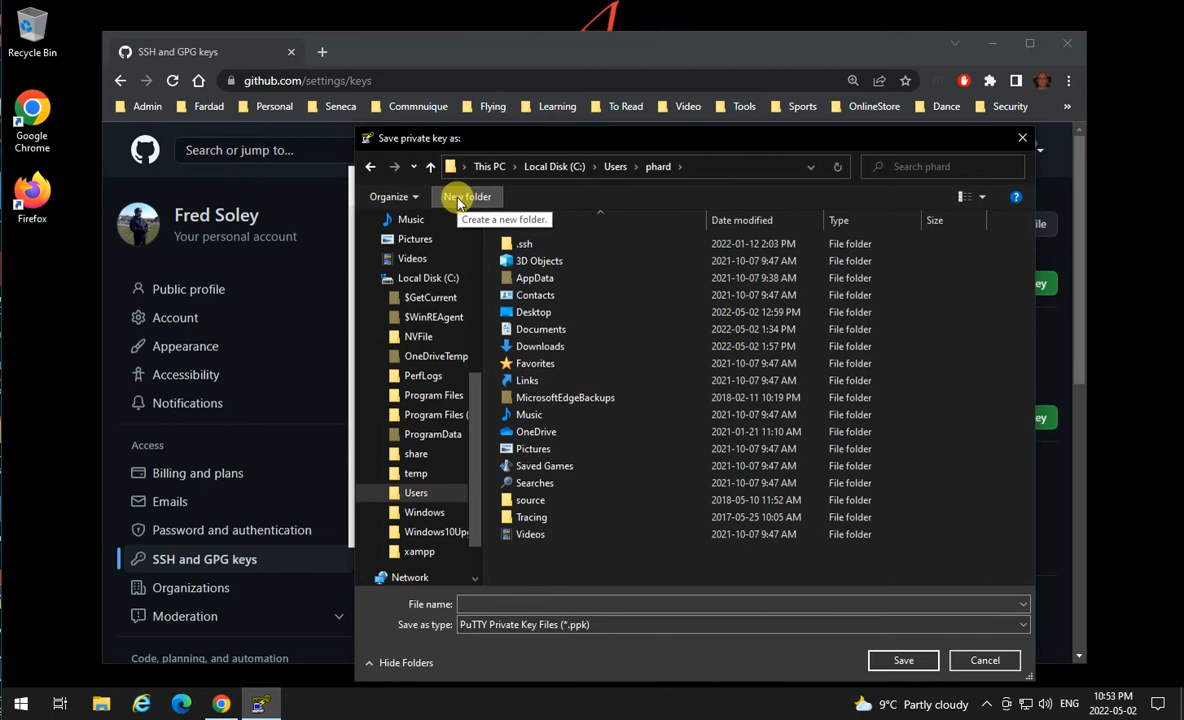 Recycle Bin
Google
Chrome
Firefox
SSH and GPG keys
github.com/settings/keys
Admin
Fardad
Personal
Seneca
Commnuique
Flying
Learning
To Read
Video
Tools
Sports
OnlineStore
Dance
Security
»
Search or jump to...
Fred Soley
Your personal account
Public profile
Account
Appearance
Accessibility
Notifications
Access
Billing and plans
Emails
Password and authentication
SSH and GPG keys
Organizations
Moderation
Code, planning, and automation
ile
ey
ey
Save private key as:
This PC > Local Disk (C:) > Users > phard >
Search phard
Organize
New folder
Create a new folder.
Music
Pictures
Videos
Local Disk (C:)
$GetCurrent
$WinREAgent
NVFile
OneDriveTemp
PerfLogs
Program Files
Program Files (
ProgramData
share
temp
Users
Windows
Windows10Upg
xampp
Network
Date modified
Type
Size
.ssh 2022-01-12 2:03 PM File folder
3D Objects 2021-10-07 9:47 AM File folder
AppData 2021-10-07 9:38 AM File folder
Contacts 2021-10-07 9:47 AM File folder
Desktop 2022-05-02 12:59 PM File folder
Documents 2022-05-02 1:34 PM File folder
Downloads 2022-05-02 1:57 PM File folder
Favorites 2021-10-07 9:47 AM File folder
Links 2021-10-07 9:47 AM File folder
MicrosoftEdgeBackups 2018-02-11 10:19 PM File folder
Music 2021-10-07 9:47 AM File folder
OneDrive 2021-01-21 11:10 AM File folder
Pictures 2021-10-07 9:47 AM File folder
Saved Games 2021-10-07 9:47 AM File folder
Searches 2021-10-07 9:47 AM File folder
source 2018-05-10 11:52 AM File folder
Tracing 2017-05-25 10:05 AM File folder
Videos 2021-10-07 9:47 AM File folder
File name:
Save as type: PuTTY Private Key Files (*.ppk)
Hide Folders
Save
Cancel
9°C Partly cloudy
ENG
10:53 PM
2022-05-02